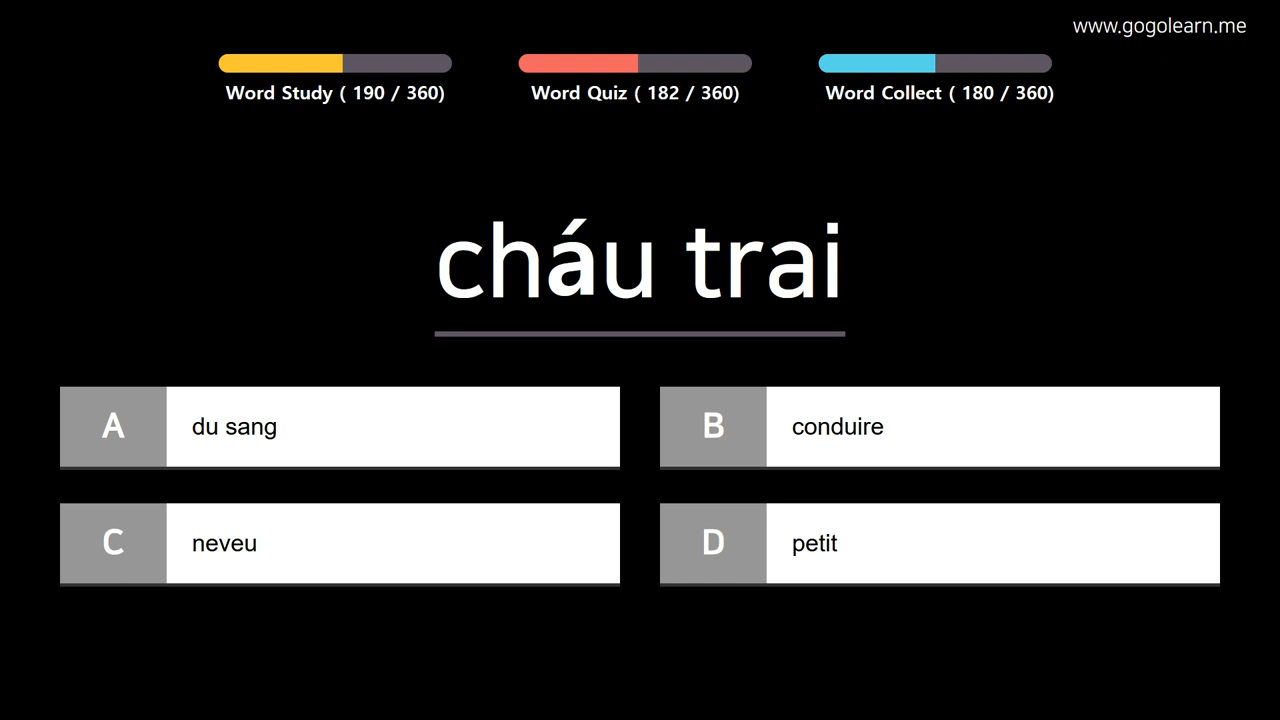 www.gogolearn.me
Word Study ( 190 / 360)
Word Quiz ( 182 / 360)
Word Collect ( 180 / 360)
cháu trai
A du sang
B conduire
C neveu
D petit